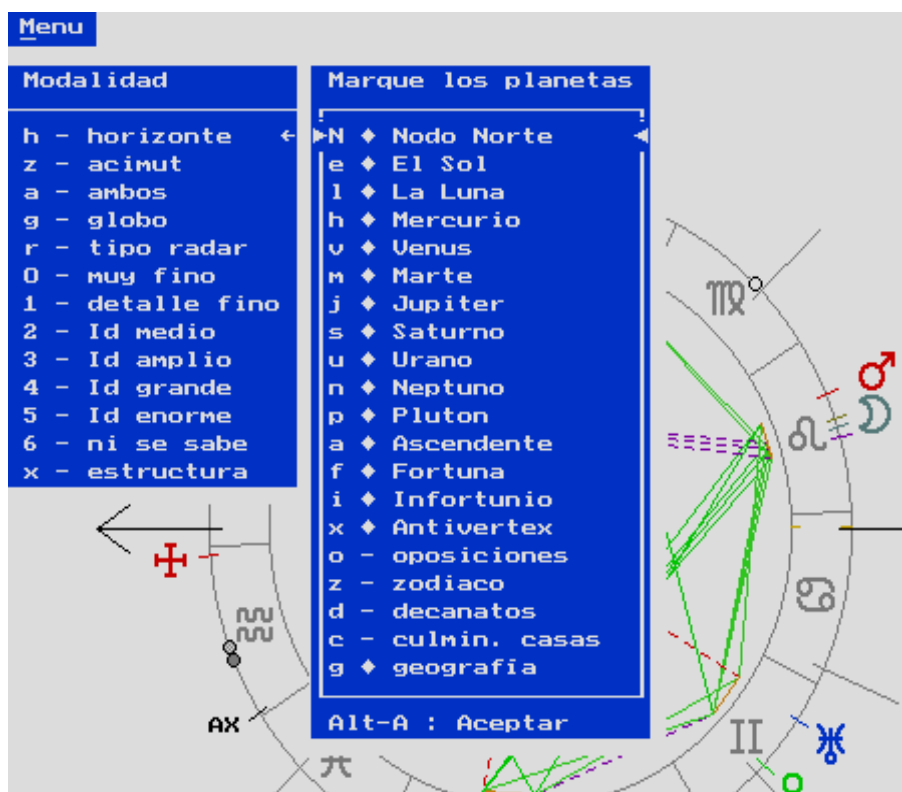 Menu
Modalidad
h - horizonte ←
z - acimut
a - ambos
g - globo
r - tipo radar
0 - muy fino
1 - detalle fino
2 - Id medio
3 - Id amplio
4 - Id grande
5 - Id enorme
6 - ni se sabe
x - estructura
Marque los planetas
►N ◆ Nodo Norte ◄
e ◆ El Sol
l ◆ La Luna
h ◆ Mercurio
v ◆ Venus
m ◆ Marte
j ◆ Jupiter
s ◆ Saturno
u ◆ Urano
n ◆ Neptuno
p ◆ Pluton
a ◆ Ascendente
f ◆ Fortuna
i ◆ Infortunio
x ◆ Antivertex
o - oposiciones
z - zodiaco
d - decanatos
c - culmin. casas
g ◆ geografía
Alt-A : Aceptar
AX